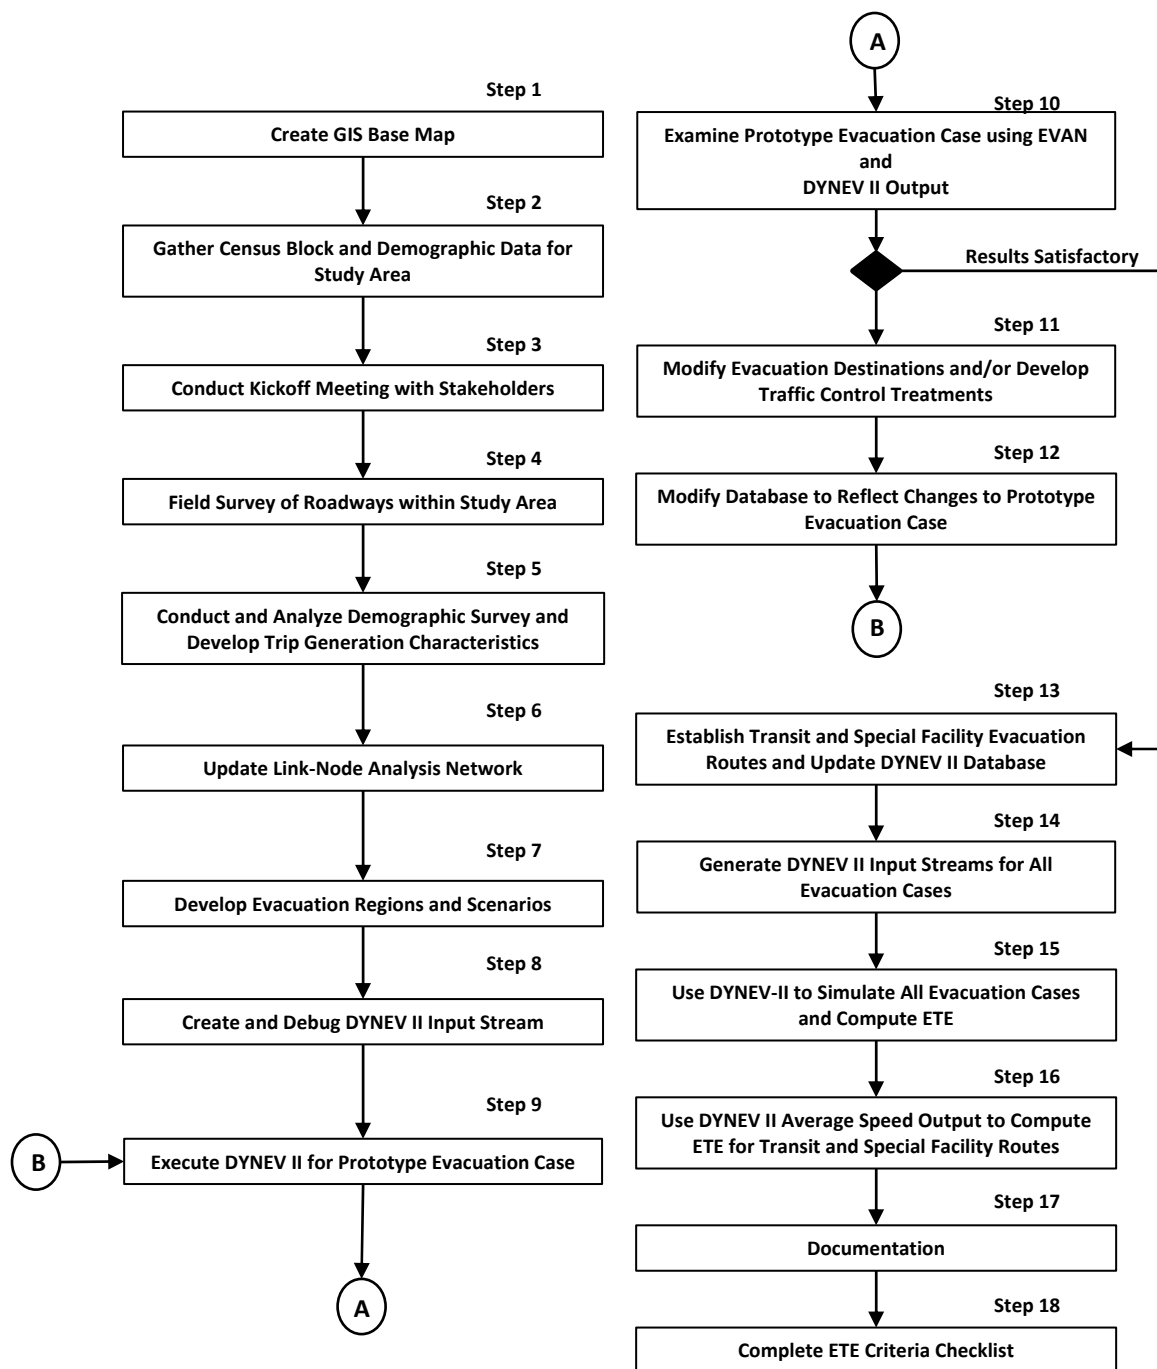 Step 1
Create GIS Base Map
Step 2
Gather Census Block and Demographic Data for
Study Area
Step 3
Conduct Kickoff Meeting with Stakeholders
Step 4
Field Survey of Roadways within Study Area
Step 5
Conduct and Analyze Demographic Survey and
Develop Trip Generation Characteristics
Step 6
Update Link-Node Analysis Network
Step 7
Develop Evacuation Regions and Scenarios
Step 8
Create and Debug DYNEV II Input Stream
Step 9
B
Execute DYNEV II for Prototype Evacuation Case
A
A
Step 10
Examine Prototype Evacuation Case using EVAN
and
DYNEV II Output
Results Satisfactory
Step 11
Modify Evacuation Destinations and/or Develop
Traffic Control Treatments
Step 12
Modify Database to Reflect Changes to Prototype
Evacuation Case
B
Step 13
Establish Transit and Special Facility Evacuation
Routes and Update DYNEV II Database
Step 14
Generate DYNEV II Input Streams for All
Evacuation Cases
Step 15
Use DYNEV-II to Simulate All Evacuation Cases
and Compute ETE
Step 16
Use DYNEV II Average Speed Output to Compute
ETE for Transit and Special Facility Routes
Step 17
Documentation
Step 18
Complete ETE Criteria Checklist